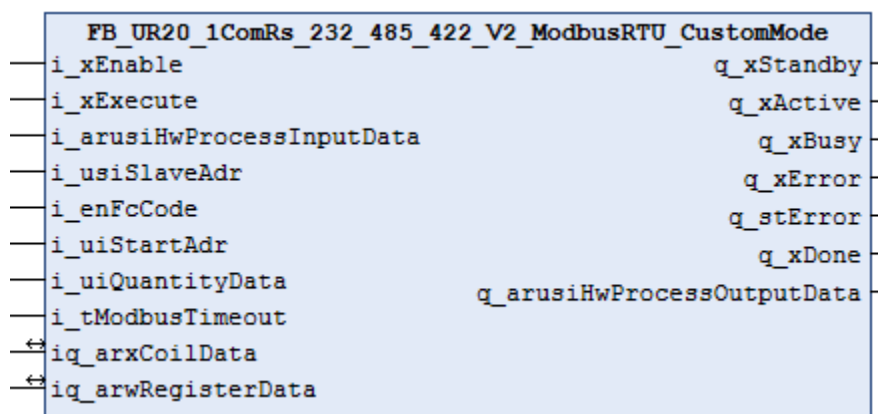 FB_UR20_1ComRs_232_485_422_V2_ModbusRTU_CustomMode
i_xEnable q_xStandby
i_xExecute q_xActive
i_arusiHwProcessInputData q_xBusy
i_usiSlaveAdr q_xError
i_enFcCode q_stError
i_uiStartAdr q_xDone
i_uiQuantityData q_arusiHwProcessOutputData
i_tModbusTimeout
iq_arxCoilData
iq_arwRegisterData